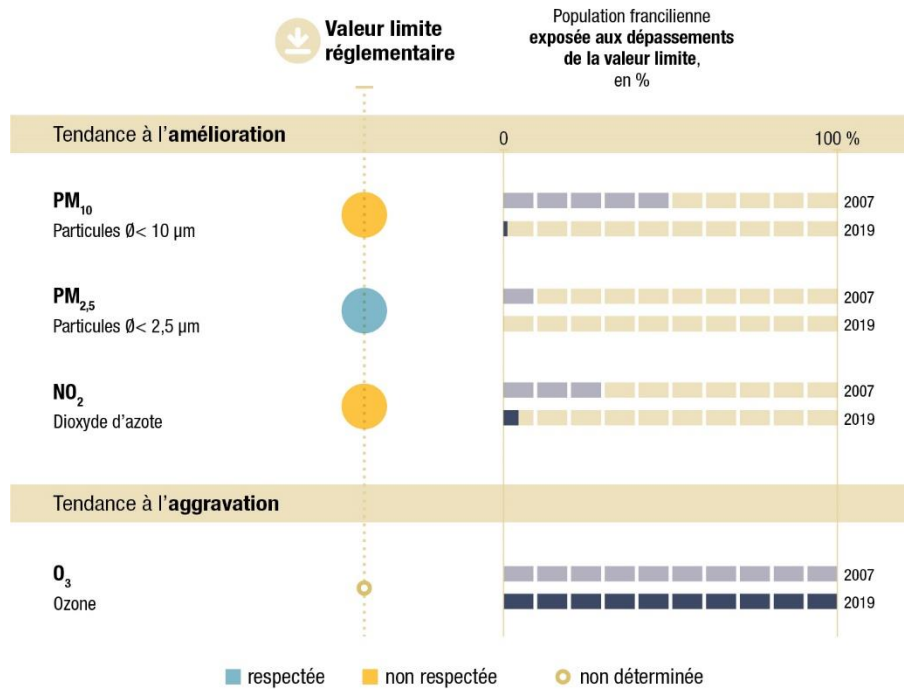 Valeur limite
réglementaire
Population francilienne
exposée aux dépassements
de la valeur limite,
en %
Tendance à l'amélioration
0
100 %
PM10
Particules Ø< 10 µm
2007
2019
PM2,5
Particules Ø< 2,5 µm
2007
2019
NO2
Dioxyde d'azote
2007
2019
Tendance à l'aggravation
O3
Ozone
2007
2019
respectée
non respectée
non déterminée